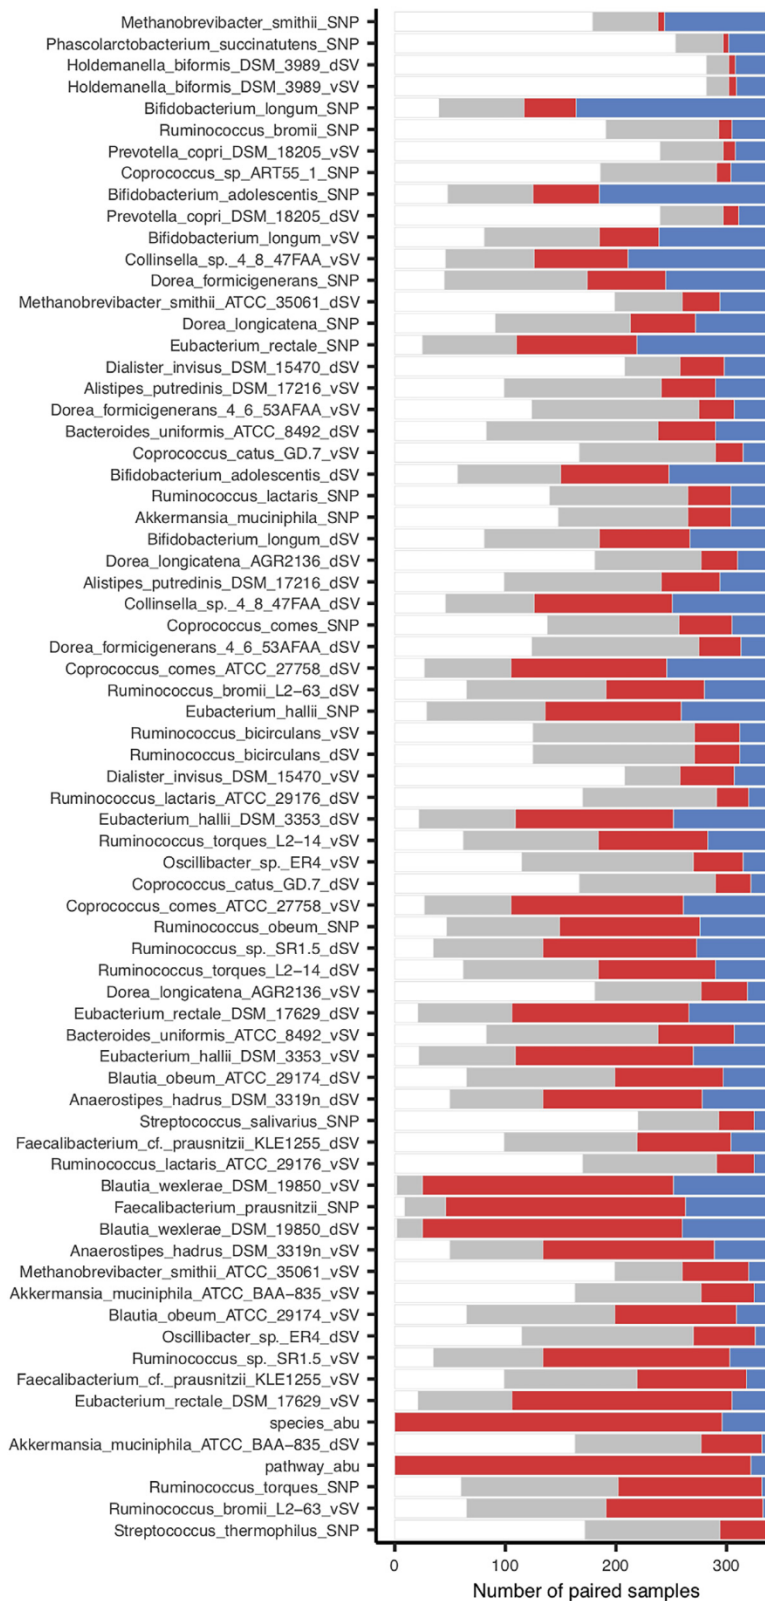 Methanobrevibacter_smithii_SNP
Phascolarctobacterium_succinatutens_SNP
Holdemanella_biformis_DSM_3989_dSV
Holdemanella_biformis_DSM_3989_vSV
Bifidobacterium_longum_SNP
Ruminococcus_bromii_SNP
Prevotella_copri_DSM_18205_vSV
Coprococcus_sp_ART55_1_SNP
Bifidobacterium_adolescentis_SNP
Prevotella_copri_DSM_18205_dSV
Bifidobacterium_longum_vSV
Collinsella_sp._4_8_47FAA_vSV
Dorea_formicigenerans_SNP
Methanobrevibacter_smithii_ATCC_35061_dSV
Dorea_longicatena_SNP
Eubacterium_rectale_SNP
Dialister_invisus_DSM_15470_dSV
Alistipes_putredinis_DSM_17216_vSV
Dorea_formicigenerans_4_6_53AFAA_vSV
Bacteroides_uniformis_ATCC_8492_dSV
Coprococcus_catus_GD.7_vSV
Bifidobacterium_adolescentis_dSV
Ruminococcus_lactaris_SNP
Akkermansia_muciniphila_SNP
Bifidobacterium_longum_dSV
Dorea_longicatena_AGR2136_dSV
Alistipes_putredinis_DSM_17216_dSV
Collinsella_sp._4_8_47FAA_dSV
Coprococcus_comes_SNP
Dorea_formicigenerans_4_6_53AFAA_dSV
Coprococcus_comes_ATCC_27758_dSV
Ruminococcus_bromii_L2−63_dSV
Eubacterium_hallii_SNP
Ruminococcus_bicirculans_vSV
Ruminococcus_bicirculans_dSV
Dialister_invisus_DSM_15470_vSV
Ruminococcus_lactaris_ATCC_29176_dSV
Eubacterium_hallii_DSM_3353_dSV
Ruminococcus_torques_L2−14_vSV
Oscillibacter_sp._ER4_vSV
Coprococcus_catus_GD.7_dSV
Coprococcus_comes_ATCC_27758_vSV
Ruminococcus_obeum_SNP
Ruminococcus_sp._SR1.5_dSV
Ruminococcus_torques_L2−14_dSV
Dorea_longicatena_AGR2136_vSV
Eubacterium_rectale_DSM_17629_dSV
Bacteroides_uniformis_ATCC_8492_vSV
Eubacterium_hallii_DSM_3353_vSV
Blautia_obeum_ATCC_29174_dSV
Anaerostipes_hadrus_DSM_3319n_dSV
Streptococcus_salivarius_SNP
Faecalibacterium_cf._prausnitzii_KLE1255_dSV
Ruminococcus_lactaris_ATCC_29176_vSV
Blautia_wexlerae_DSM_19850_vSV
Faecalibacterium_prausnitzii_SNP
Blautia_wexlerae_DSM_19850_dSV
Anaerostipes_hadrus_DSM_3319n_vSV
Methanobrevibacter_smithii_ATCC_35061_vSV
Akkermansia_muciniphila_ATCC_BAA−835_vSV
Blautia_obeum_ATCC_29174_vSV
Oscillibacter_sp._ER4_dSV
Ruminococcus_sp._SR1.5_vSV
Faecalibacterium_cf._prausnitzii_KLE1255_vSV
Eubacterium_rectale_DSM_17629_vSV
species_abu
Akkermansia_muciniphila_ATCC_BAA−835_dSV
pathway_abu
Ruminococcus_torques_SNP
Ruminococcus_bromii_L2−63_vSV
Streptococcus_thermophilus_SNP
0 100 200 300
Number of paired samples